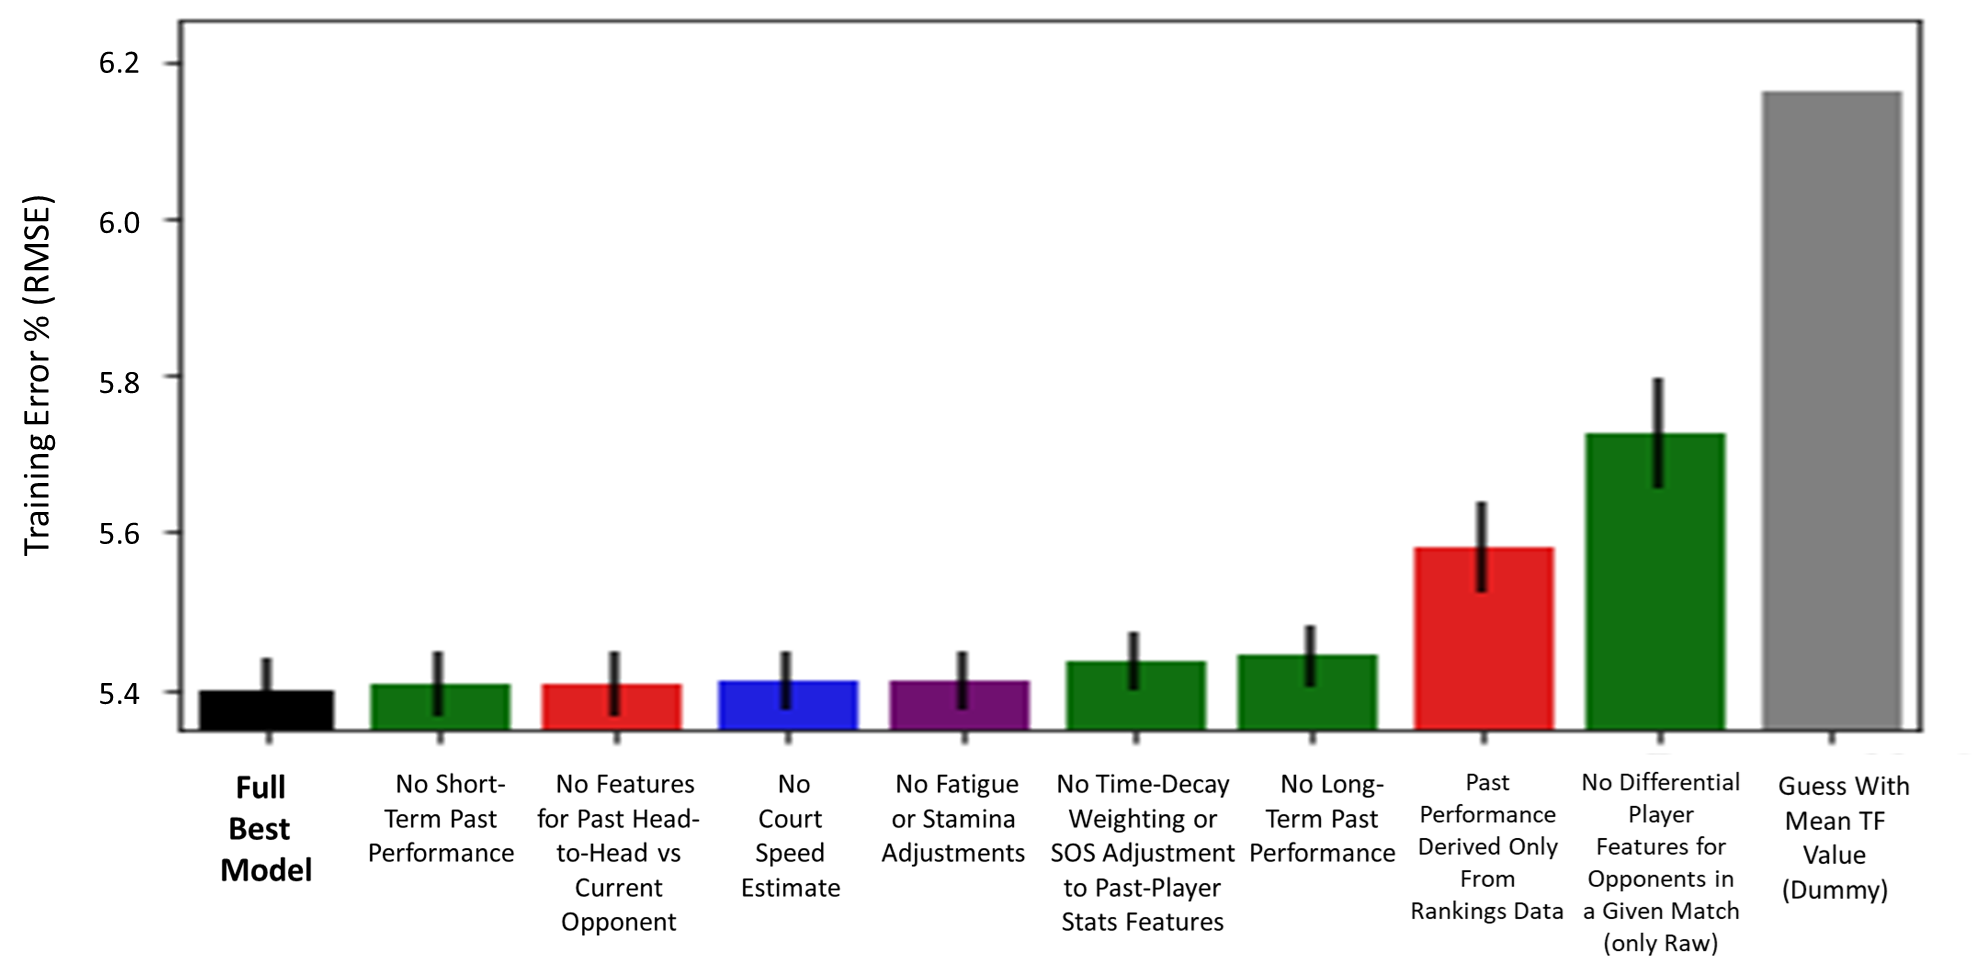 6.2
6.0
5.8
5.6
5.4
Training Error % (RMSE)
Full
Best
Model
No Short-
Term Past
Performance
No Features
for Past Head-
to-Head vs
Current
Opponent
No
Court
Speed
Estimate
No Fatigue
or Stamina
Adjustments
No Time-Decay
Weighting or
SOS Adjustment
to Past-Player
Stats Features
No Long-
Term Past
Performance
Past
Performance
Derived Only
From
Rankings Data
No Differential
Player
Features for
Opponents in
a Given Match
(only Raw)
Guess With
Mean TF
Value
(Dummy)